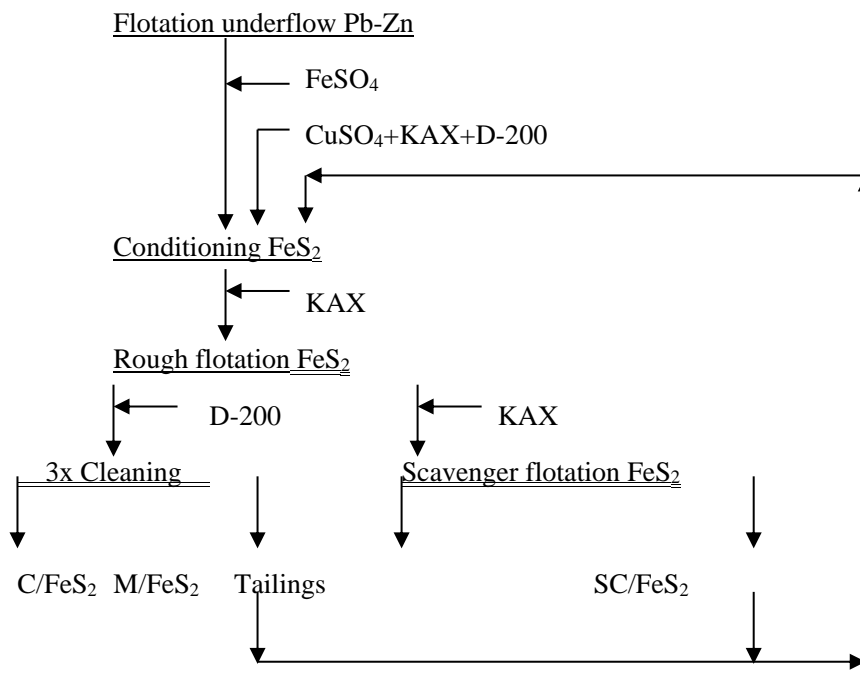 Flotation underflow Pb-Zn
FeSO₄
CuSO₄+KAX+D-200
Conditioning FeS₂
KAX
Rough flotation FeS₂
D-200 KAX
3x Cleaning Scavenger flotation FeS₂
C/FeS₂ M/FeS₂ Tailings SC/FeS₂